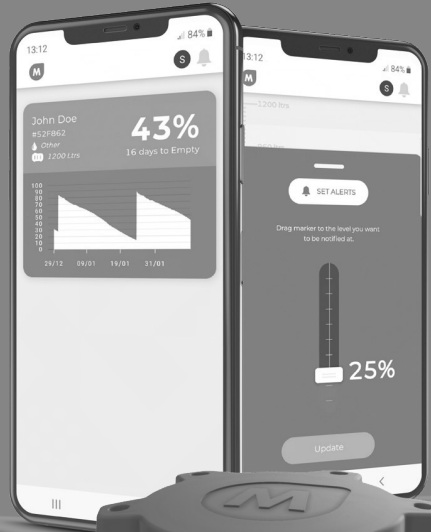 13:12
84%
M
S
John Doe
#52F862
Other
1200 Ltrs
43%
16 days to Empty
100
90
80
70
60
50
40
30
20
10
0
29/12 09/01 19/01 31/01
13:12
84%
M
S
1200 ltrs
SET ALERTS
Drag marker to the level you want
to be notified at.
25%
Update
M